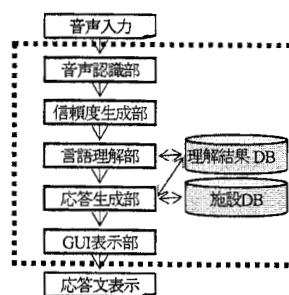 音声入力
音声認識部
信頼度生成部
言語理解部
理解結果 DB
応答生成部
施設DB
GUI表示部
応答文表示